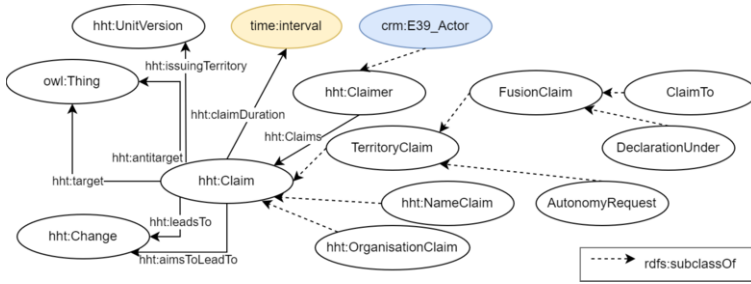 hht:UnitVersion
time:interval
crm:E39_Actor
hht:issuingTerritory
owl:Thing
hht:Claimer
FusionClaim
ClaimTo
hht:claimDuration
hht:Claims
hht:antitarget
TerritoryClaim
DeclarationUnder
hht:target
hht:Claim
hht:leadsTo
hht:NameClaim
AutonomyRequest
hht:Change
hht:aimsToLeadTo
hht:OrganisationClaim
rdfs:subclassOf